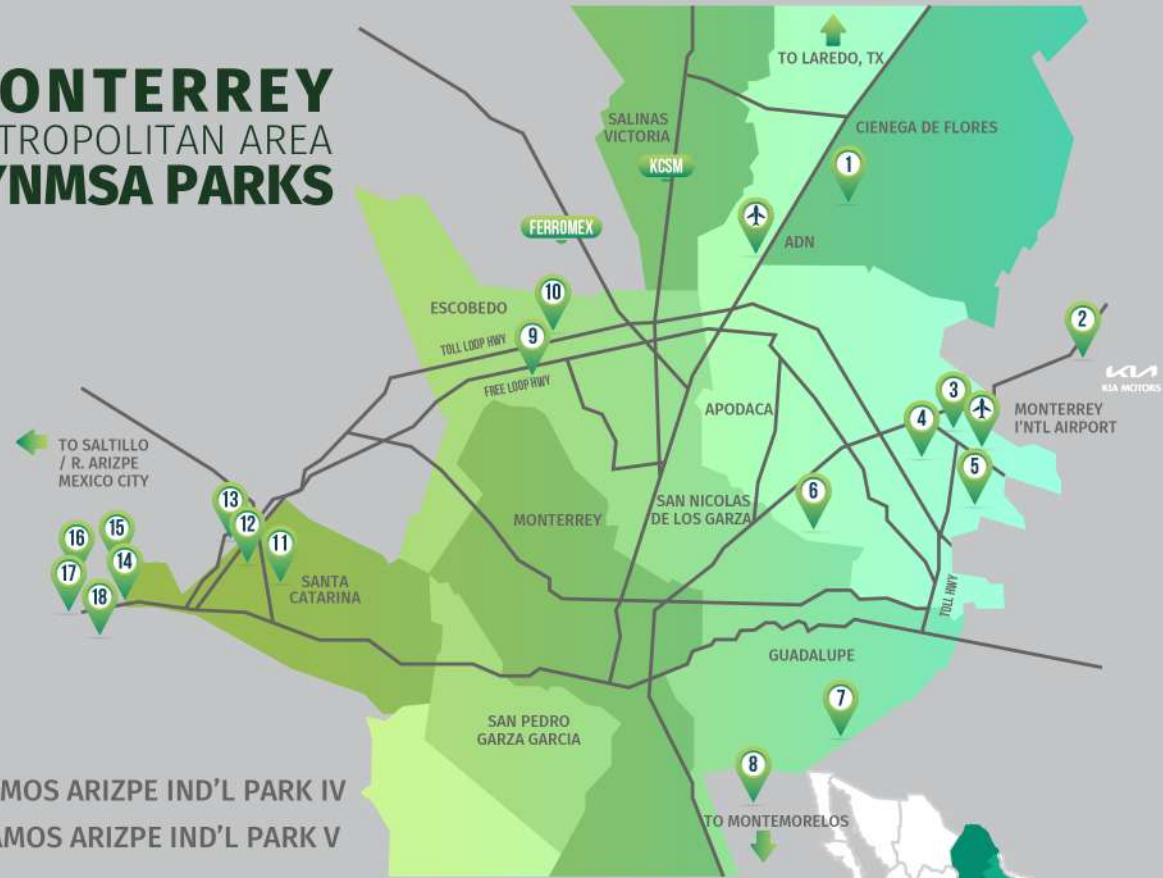 ONTERREY
TROPOLITAN AREA
YNMSA PARKS
TO LAREDO, TX
SALINAS
VICTORIA
CIENEGA DE FLORES
KCSM
1
FERROMEX
ADN
10
ESCOBEDO
9
TOLL LOOP HWY
FREE LOOP HWY
2
KIA
KIA MOTORS
3
4
MONTERREY
I'NTL AIRPORT
APODACA
5
TO SALTILLO
/ R. ARIZPE
MEXICO CITY
6
13
12
11
SAN NICOLAS
DE LOS GARZA
MONTERREY
16
15
14
17
18
SANTA
CATARINA
TOLL HWY
GUADALUPE
7
SAN PEDRO
GARZA GARCIA
8
MOS ARIZPE IND'L PARK IV
AMOS ARIZPE IND'L PARK V
TO MONTEMORELOS